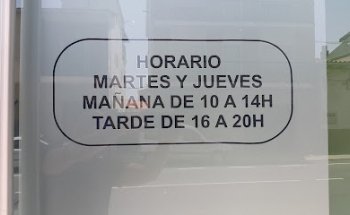 HORARIO
MARTES Y JUEVES
MAÑANA DE 10 A 14H
TARDE DE 16 A 20H